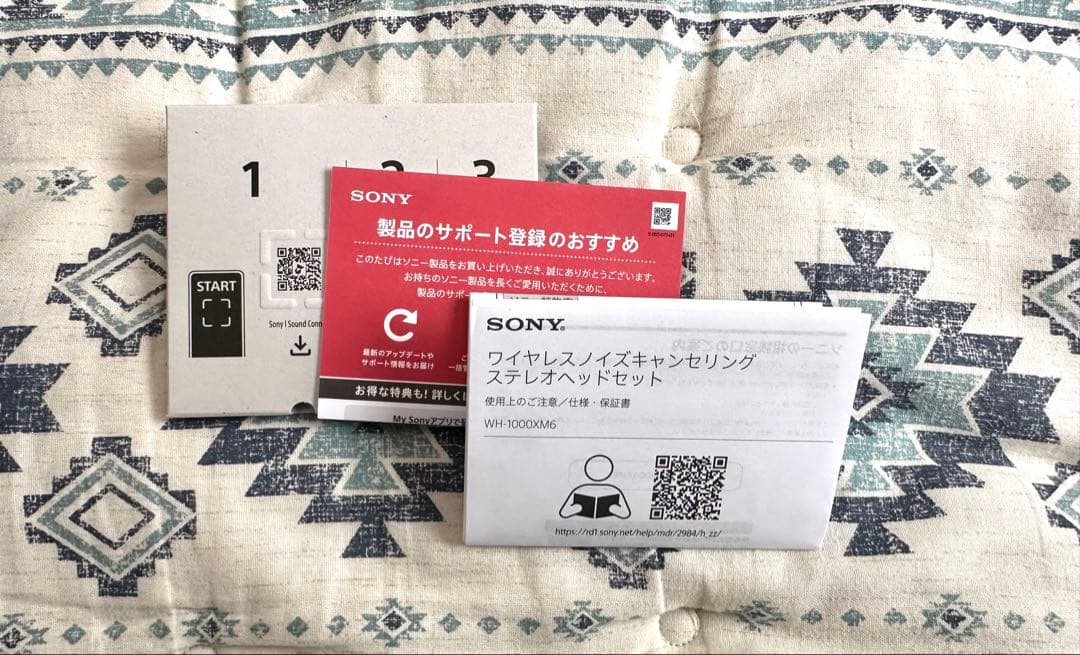 1
3
START
Sony | Sound Conn
SONY
製品のサポート登録のおすすめ
このたびはソニー製品をお買い上げいただき、誠にありがとうございます。
お持ちのソニー製品を長くご愛用いただくために、
製品のサポー
最新のアップデートや
サポート情報をお届け
お得な特典も! 詳しくは
My Sonyアプリで
SONY®
ワイヤレスノイズキャンセリング
ステレオヘッドセット
使用上のご注意/仕様・保証書
WH-1000XM6
https://rd1.sony.net/help/mdr/2984/h_zz/